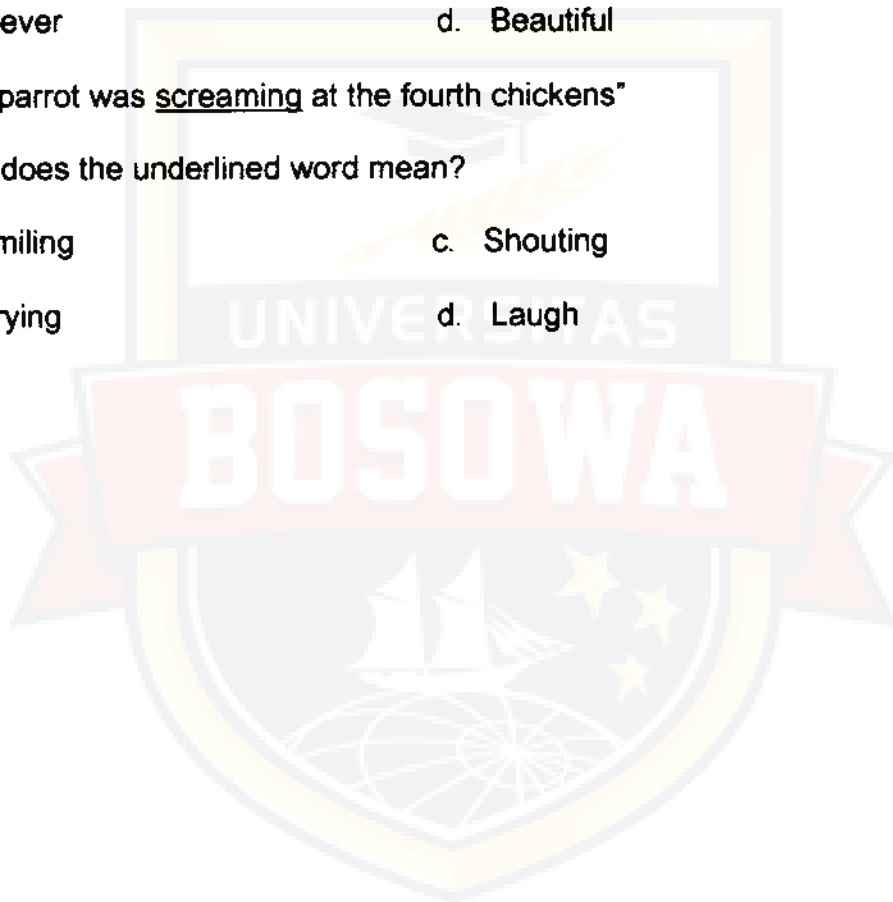 ever d. Beautiful
parrot was screaming at the fourth chickens"
does the underlined word mean?
miling c. Shouting
rying d. Laugh
UNIVERSITAS
BOSOWA